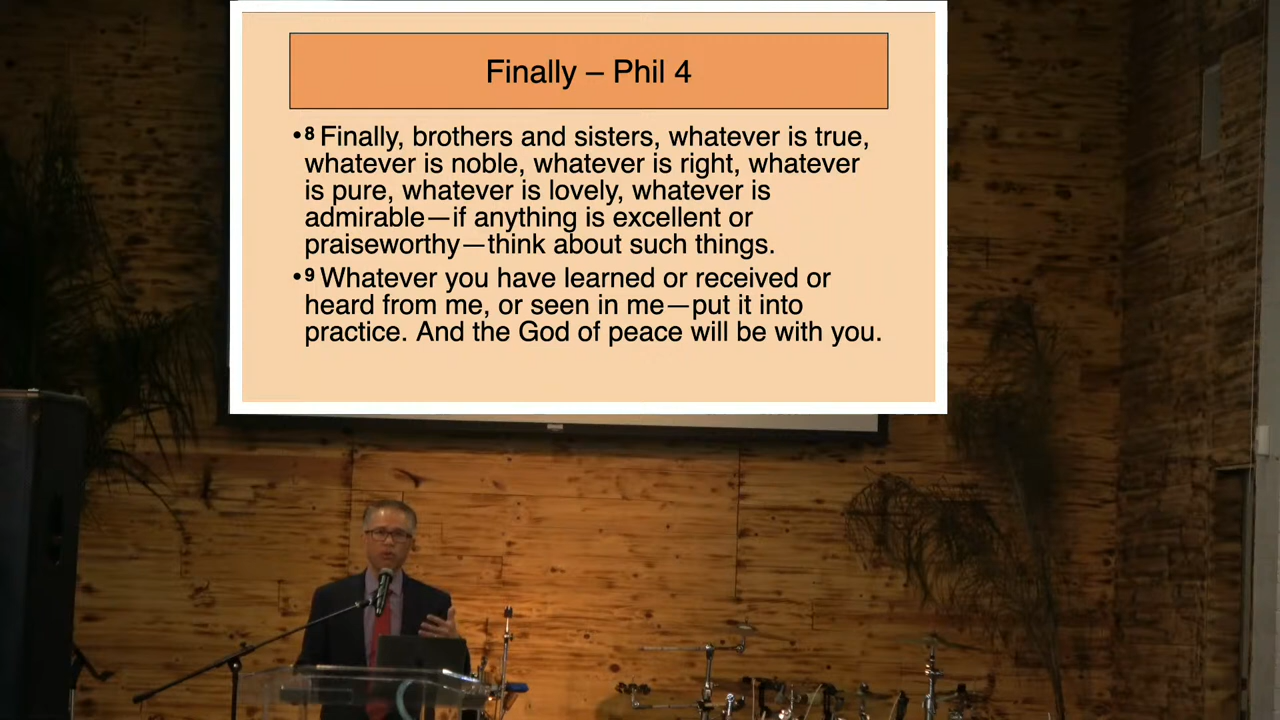 Finally – Phil 4
•8 Finally, brothers and sisters, whatever is true,
whatever is noble, whatever is right, whatever
is pure, whatever is lovely, whatever is
admirable—if anything is excellent or
praiseworthy—think about such things.
•9 Whatever you have learned or received or
heard from me, or seen in me—put it into
practice. And the God of peace will be with you.